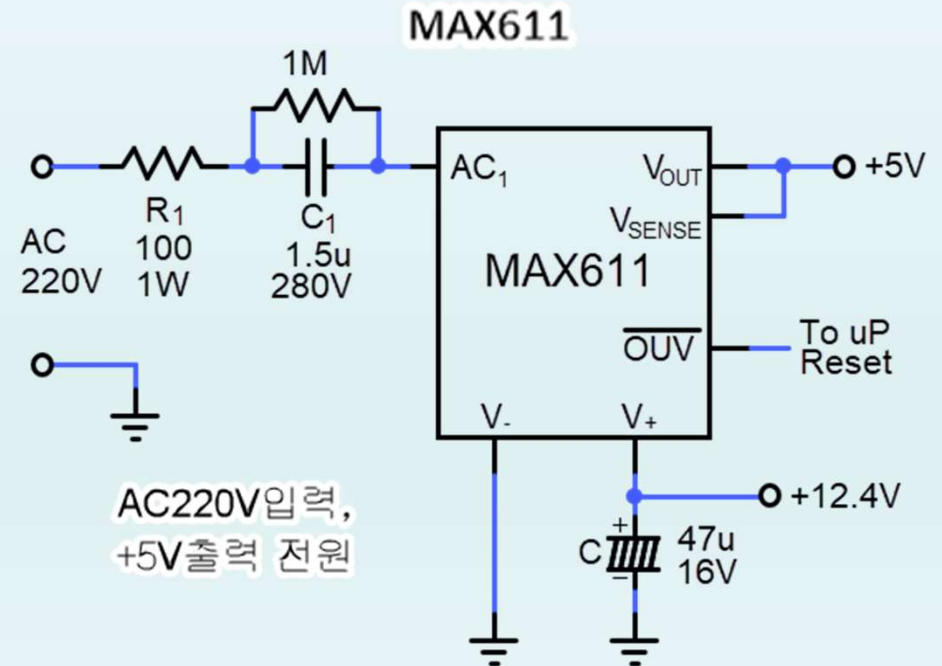 MAX611
1M
R1
100
1W
C1
1.5u
280V
AC
220V
AC1
VOUT
VSENSE
MAX611
OUV
V-
V+
+5V
To uP
Reset
+12.4V
+
C
−
47u
16V
AC220V입력,
+5V출력 전원